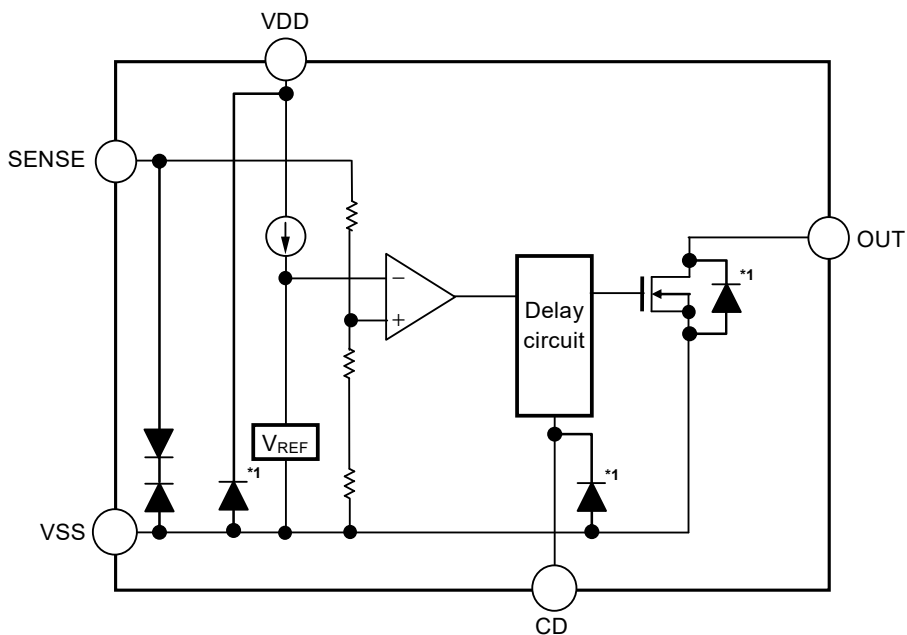 VDD
SENSE
OUT
*1
−
+
Delay
circuit
VREF
*1
*1
VSS
CD